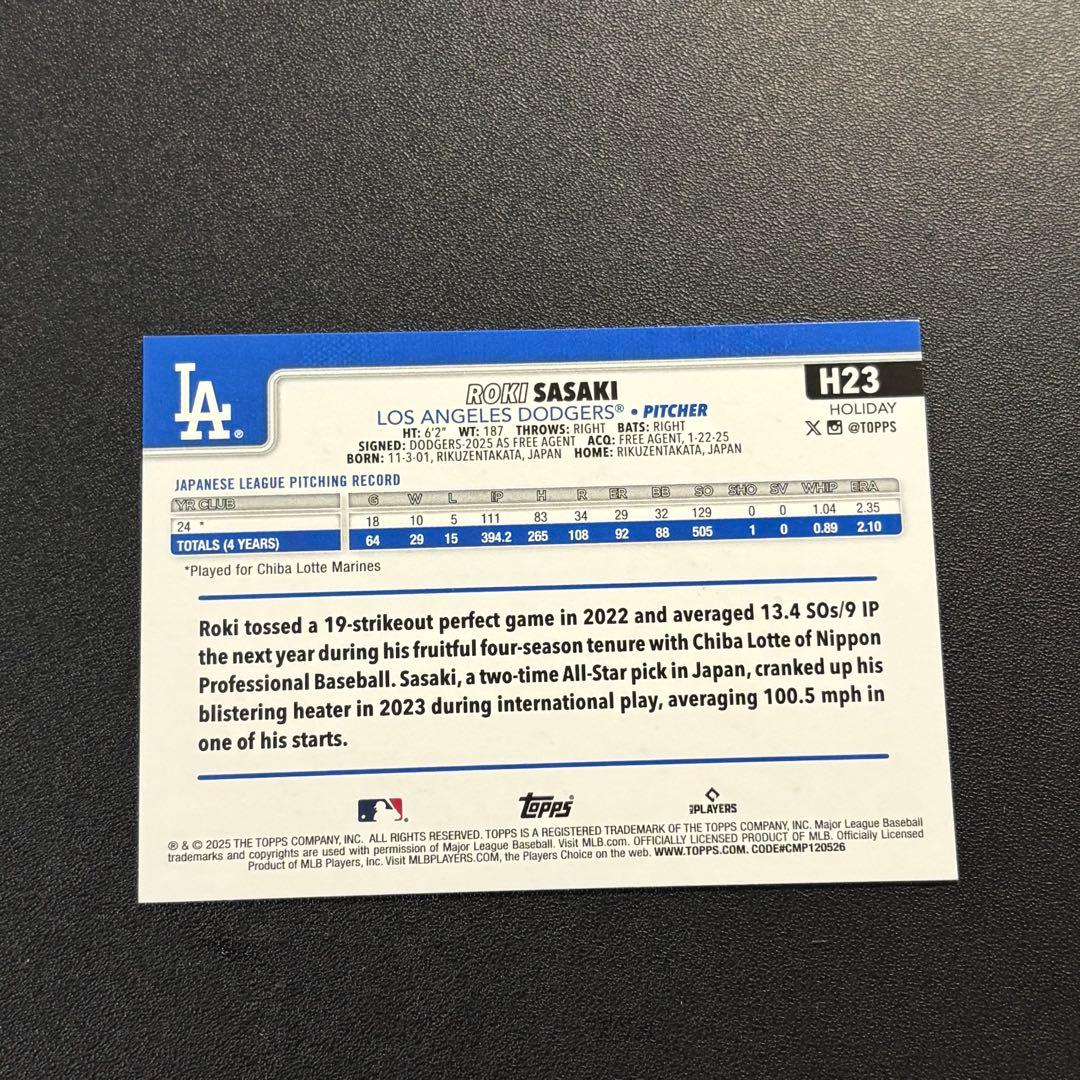 LA
ROKI SASAKI
H23
LOS ANGELES DODGERS® • PITCHER
HOLIDAY
HT: 6'2" WT: 187 THROWS: RIGHT BATS: RIGHT
X @TOPPS
SIGNED: DODGERS-2025 AS FREE AGENT ACQ: FREE AGENT, 1-22-25
BORN: 11-3-01, RIKUZENTAKATA, JAPAN HOME: RIKUZENTAKATA, JAPAN
JAPANESE LEAGUE PITCHING RECORD
YR CLUB G W L IP H R ER BB SO SHO SV WHIP ERA
24 * 18 10 5 111 83 34 29 32 129 0 0 1.04 2.35
TOTALS (4 YEARS) 64 29 15 394.2 265 108 92 88 505 1 0 0.89 2.10
*Played for Chiba Lotte Marines
Roki tossed a 19-strikeout perfect game in 2022 and averaged 13.4 SOs/9 IP
the next year during his fruitful four-season tenure with Chiba Lotte of Nippon
Professional Baseball. Sasaki, a two-time All-Star pick in Japan, cranked up his
blistering heater in 2023 during international play, averaging 100.5 mph in
one of his starts.
topps
PLAYERS
® & © 2025 THE TOPPS COMPANY, INC. ALL RIGHTS RESERVED. TOPPS IS A REGISTERED TRADEMARK OF THE TOPPS COMPANY, INC. Major League Baseball
trademarks and copyrights are used with permission of Major League Baseball. Visit MLB.com. OFFICIALLY LICENSED PRODUCT OF MLB. Officially Licensed
Product of MLB Players, Inc. Visit MLBPLAYERS.COM, the Players Choice on the web. WWW.TOPPS.COM. CODE#CMP120526